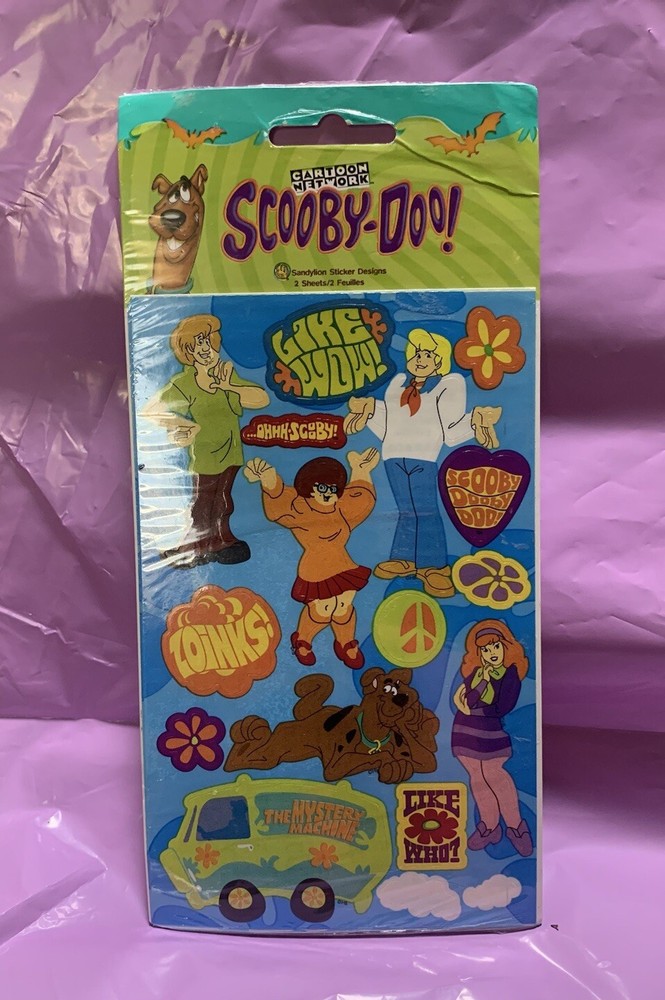 CARTOON
NETWORK
SCOOBY-DOO!
Sandylion Sticker Designs
2 Sheets/2 Feuilles
LIKE
WOW!
...OHHH-SCOOBY!
SCOOBY
DOOBY
DOO!
ZOINKS!
THE MYSTERY
MACHINE
LIKE
WHO?